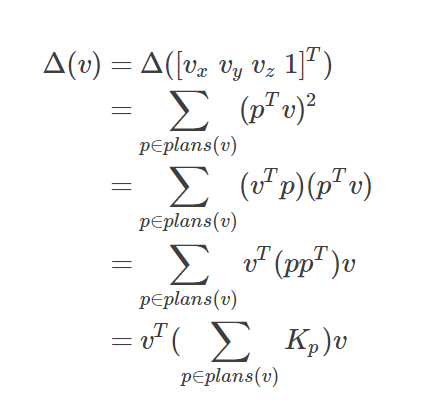 Δ(v) = Δ([v_x v_y v_z 1]^T)
= ∑_{p∈plans(v)} (p^T v)^2
= ∑_{p∈plans(v)} (v^T p)(p^T v)
= ∑_{p∈plans(v)} v^T (pp^T)v
= v^T ( ∑_{p∈plans(v)} K_p)v